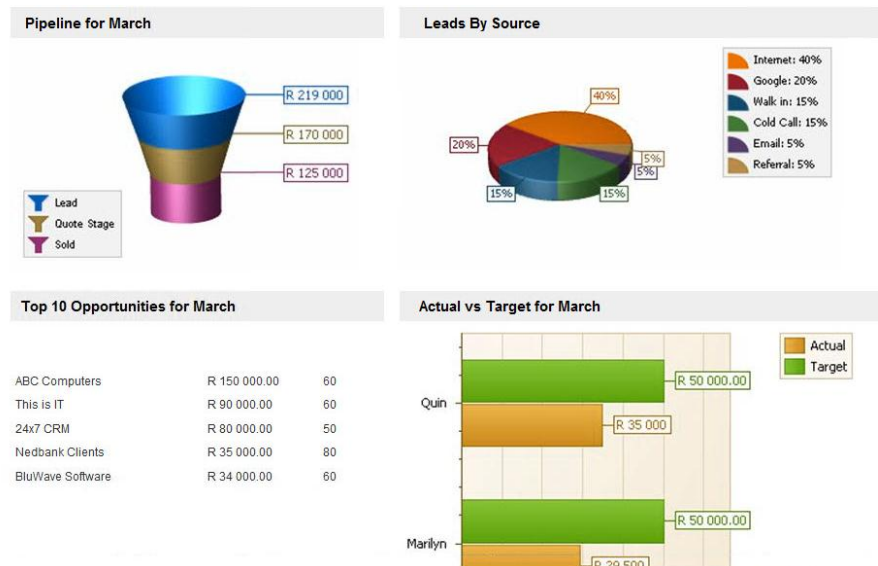 Pipeline for March
R 219 000
R 170 000
R 125 000
Lead
Quote Stage
Sold
Leads By Source
40%
20%
15%
15%
5%
5%
Internet: 40%
Google: 20%
Walk in: 15%
Cold Call: 15%
Email: 5%
Referral: 5%
Top 10 Opportunities for March
ABC Computers R 150 000.00 60
This is IT R 90 000.00 60
24x7 CRM R 80 000.00 50
Nedbank Clients R 35 000.00 80
BluWave Software R 34 000.00 60
Actual vs Target for March
Actual
Target
Quin
R 50 000.00
R 35 000
Marilyn
R 50 000.00
R 29 500